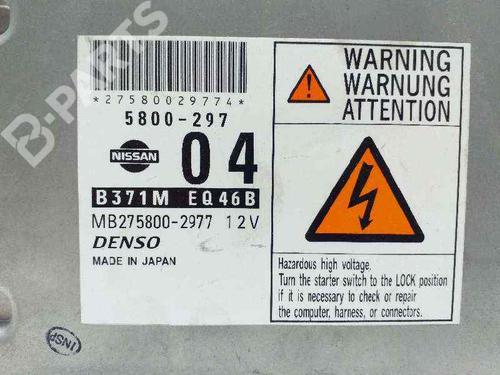 B-PARTS
*27580029774*
5800-297
NISSAN
04
B371M EQ46B
MB275800-2977 12V
DENSO
MADE IN JAPAN
WARNING
WARNUNG
ATTENTION
Hazardous high voltage.
Turn the starter switch to the LOCK position
if it is necessary to check or repair
the computer, harness, or connectors.
INSP